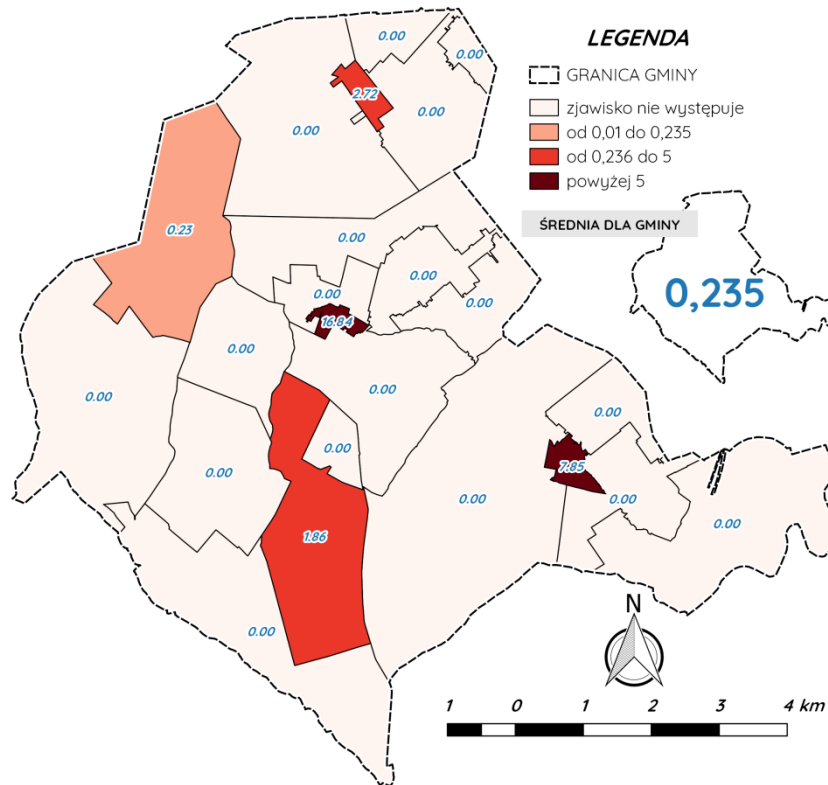 LEGENDA
GRANICA GMINY
zjawisko nie występuje
od 0,01 do 0,235
od 0,236 do 5
powyżej 5
ŚREDNIA DLA GMINY
0,235
0.00
0.00
2.72
0.00
0.00
0.23
0.00
0.00
0.00
0.00
16.84
0.00
0.00
0.00
0.00
0.00
0.00
7.85
0.00
0.00
0.00
1.86
0.00
N
1 0 1 2 3 4 km